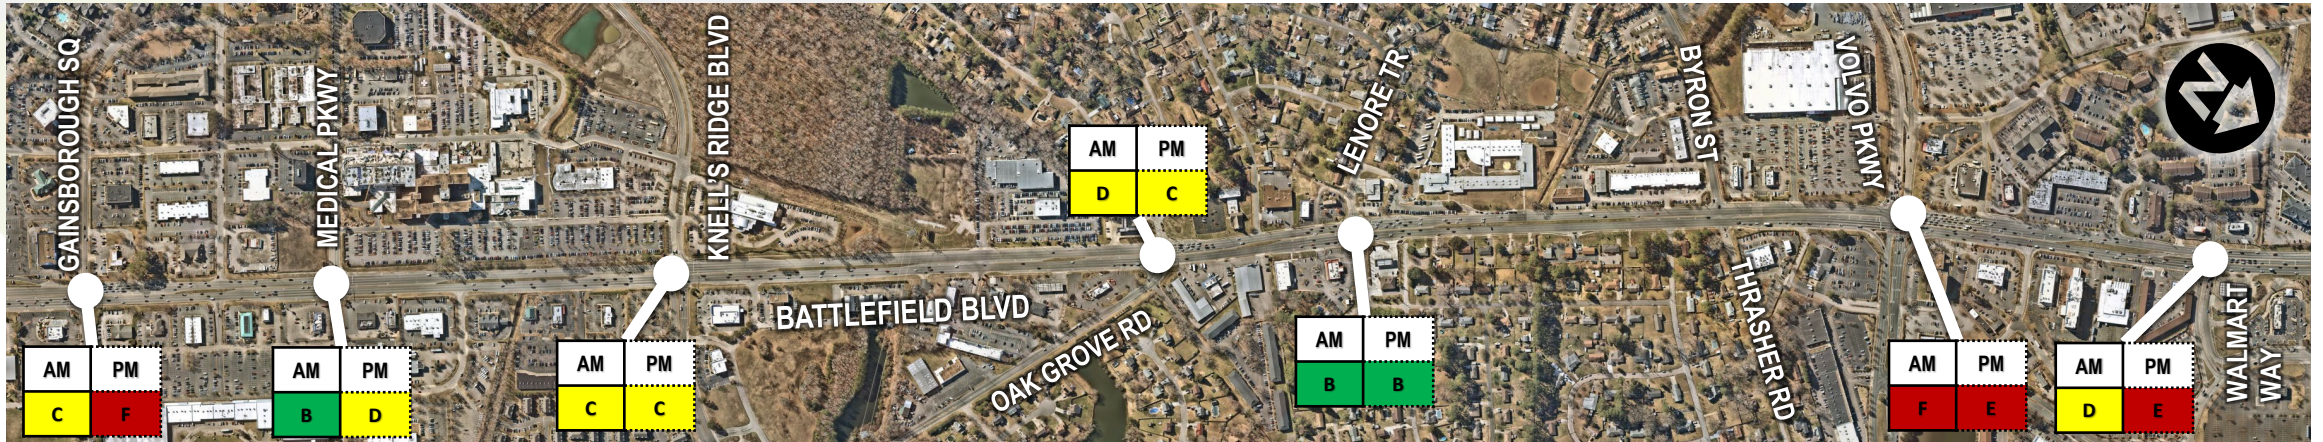 GAINSBOROUGH SQ
MEDICAL PKWY
KNELL'S RIDGE BLVD
BATTLEFIELD BLVD
OAK GROVE RD
LENORE TR
BYRON ST
THRASHER RD
VOLVO PKWY
WALMART
WAY
N
AM PM
C F
AM PM
B D
AM PM
C C
AM PM
D C
AM PM
B B
AM PM
F E
AM PM
D E